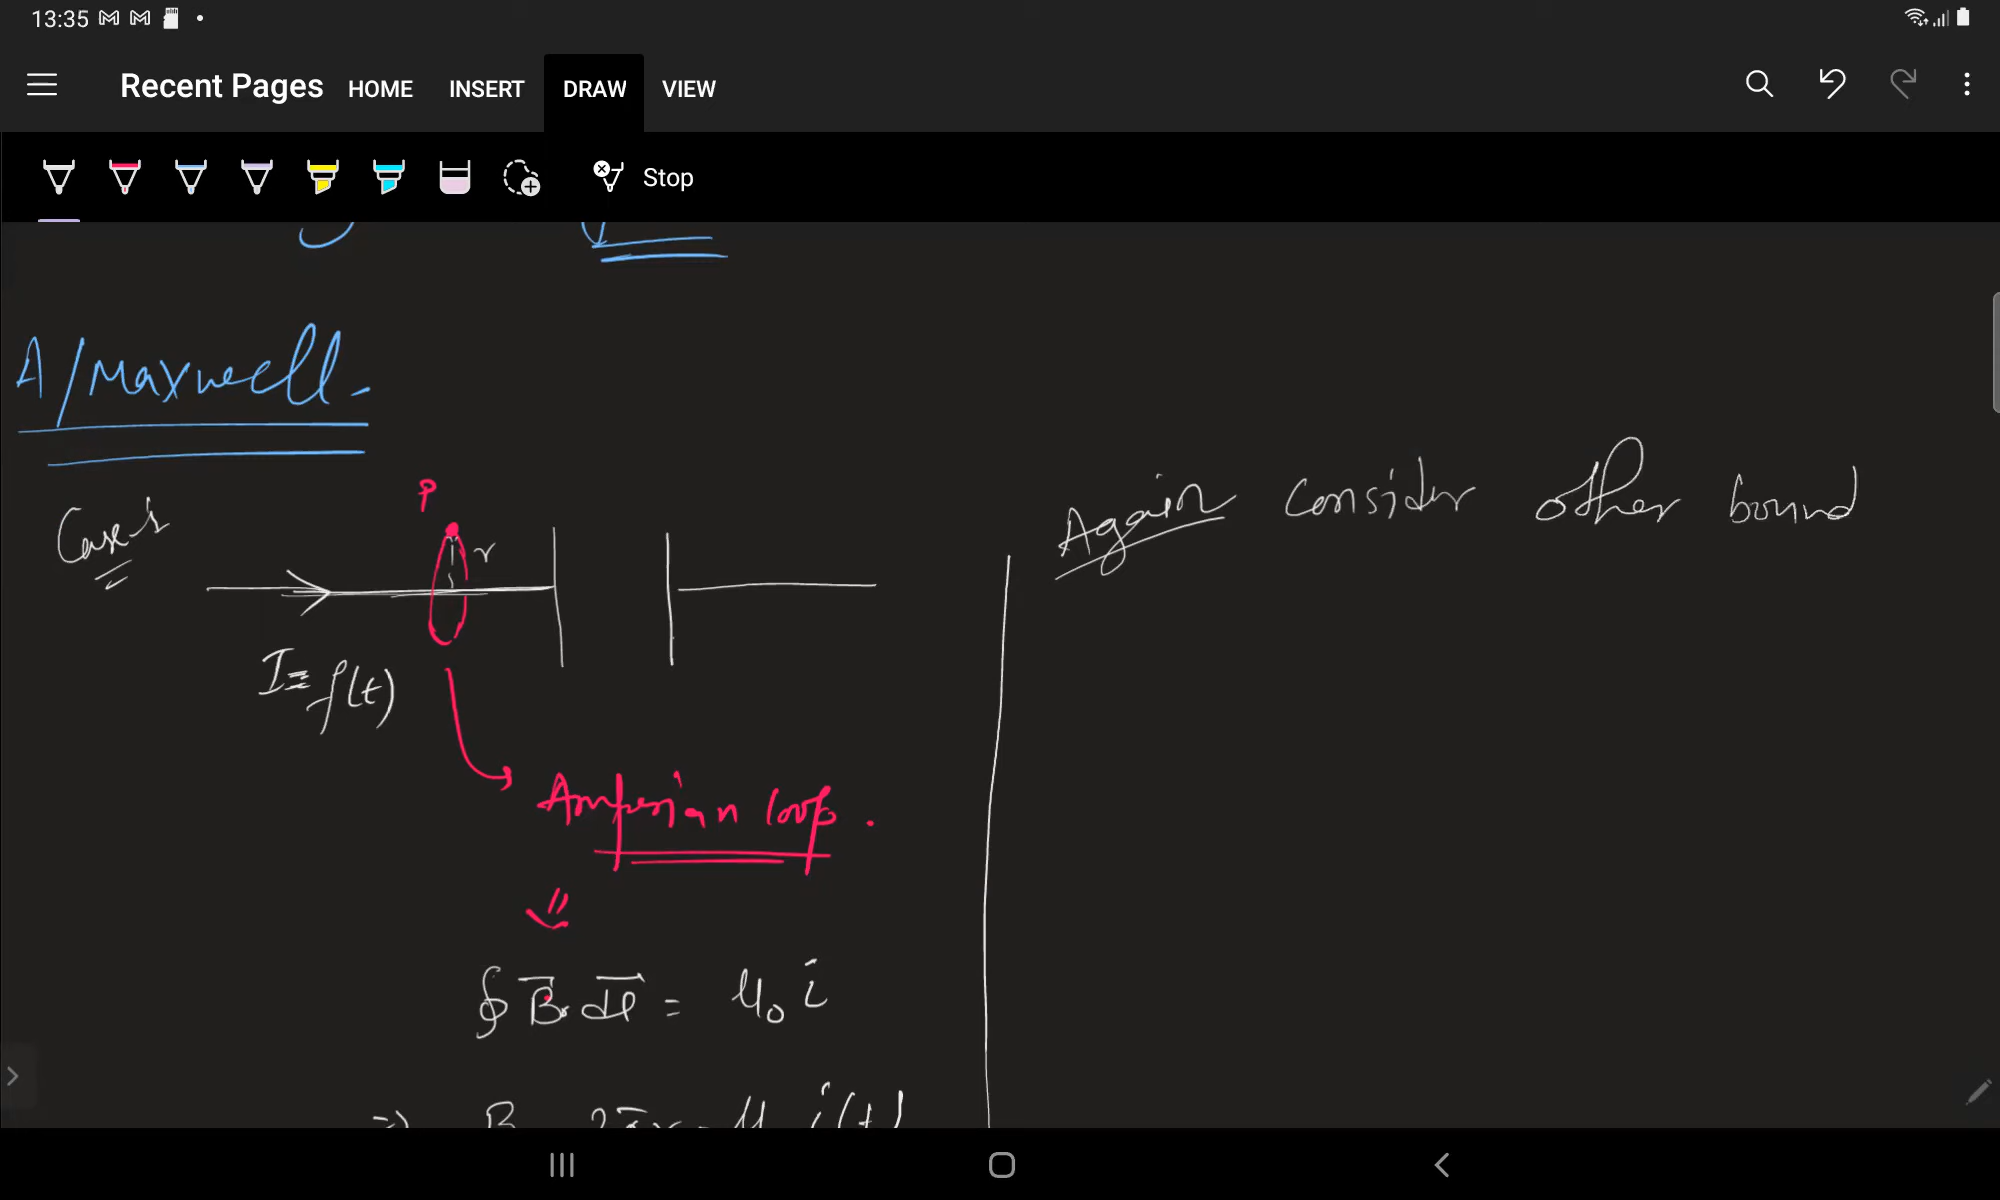 13:35
Recent Pages HOME INSERT DRAW VIEW
Stop
A/Maxwell.
Case-1
P
r
I = f(t)
Amperian loop.
∮ B⃗. dl⃗ = μ₀ i
⇒ B 2πr = μ i(t)
Again consider other bound